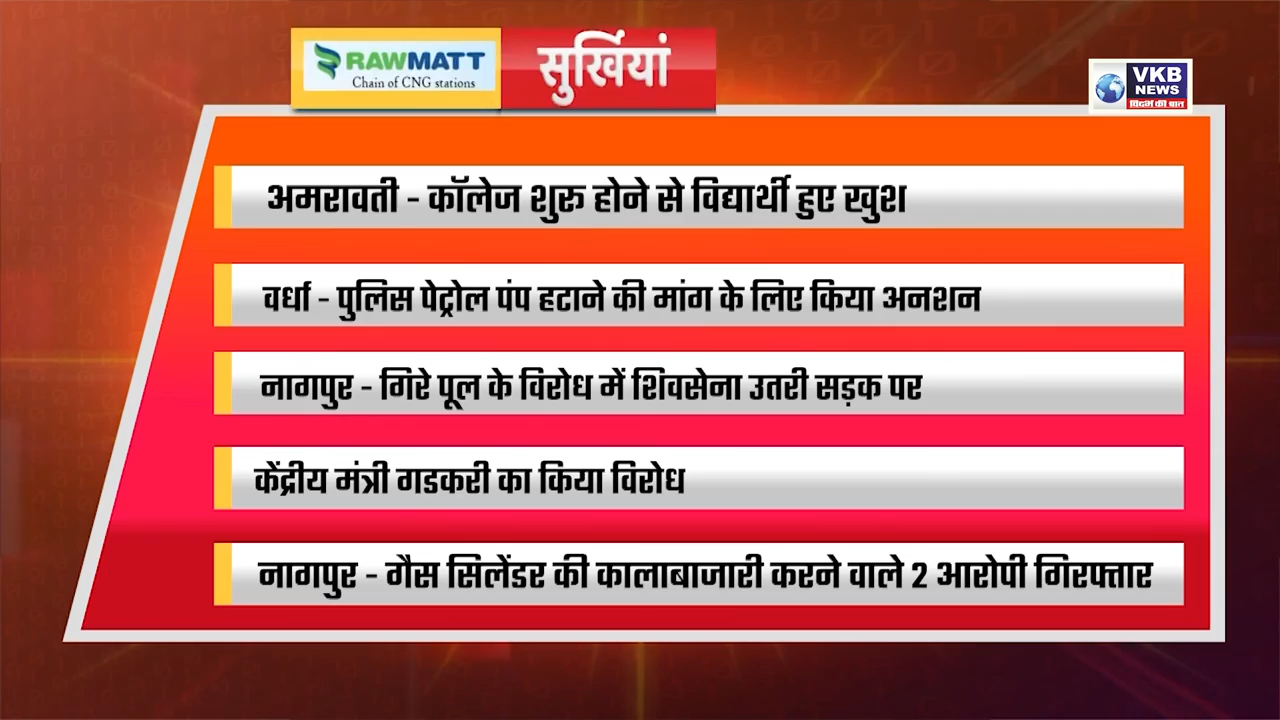 RAWMATT
Chain of CNG stations
सुर्खियां
VKB
NEWS
विदर्भ की बात
अमरावती - कॉलेज शुरु होने से विद्यार्थी हुए खुश
वर्धा - पुलिस पेट्रोल पंप हटाने की मांग के लिए किया अनशन
नागपुर - गिरे पूल के विरोध में शिवसेना उतरी सड़क पर
केंद्रीय मंत्री गडकरी का किया विरोध
नागपुर - गैस सिलेंडर की कालाबाजारी करने वाले 2 आरोपी गिरफ्तार